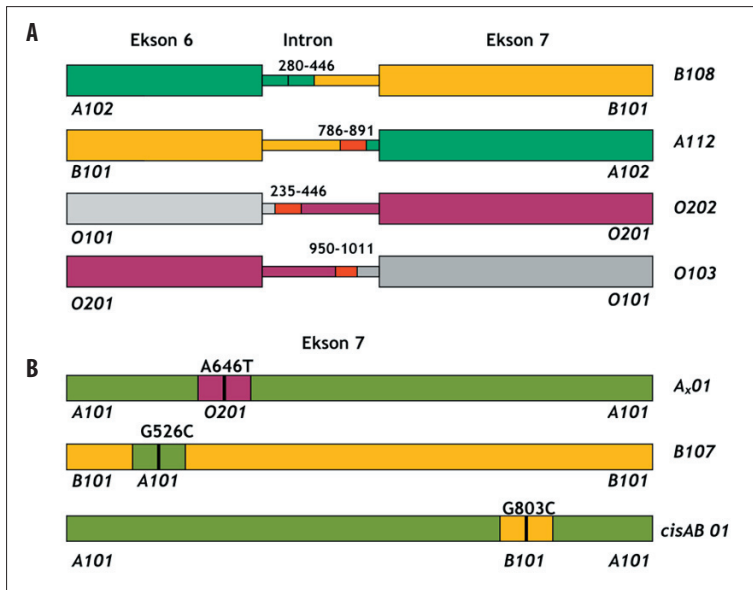 A
Ekson 6 Intron Ekson 7
280-446
B108
A102 B101
786-891
A112
B101 A102
235-446
O202
O101 O201
950-1011
O103
O201 O101
Ekson 7
B
A646T
Aₓ01
A101 O201 A101
G526C
B107
B101 A101 B101
G803C
cisAB 01
A101 B101 A101